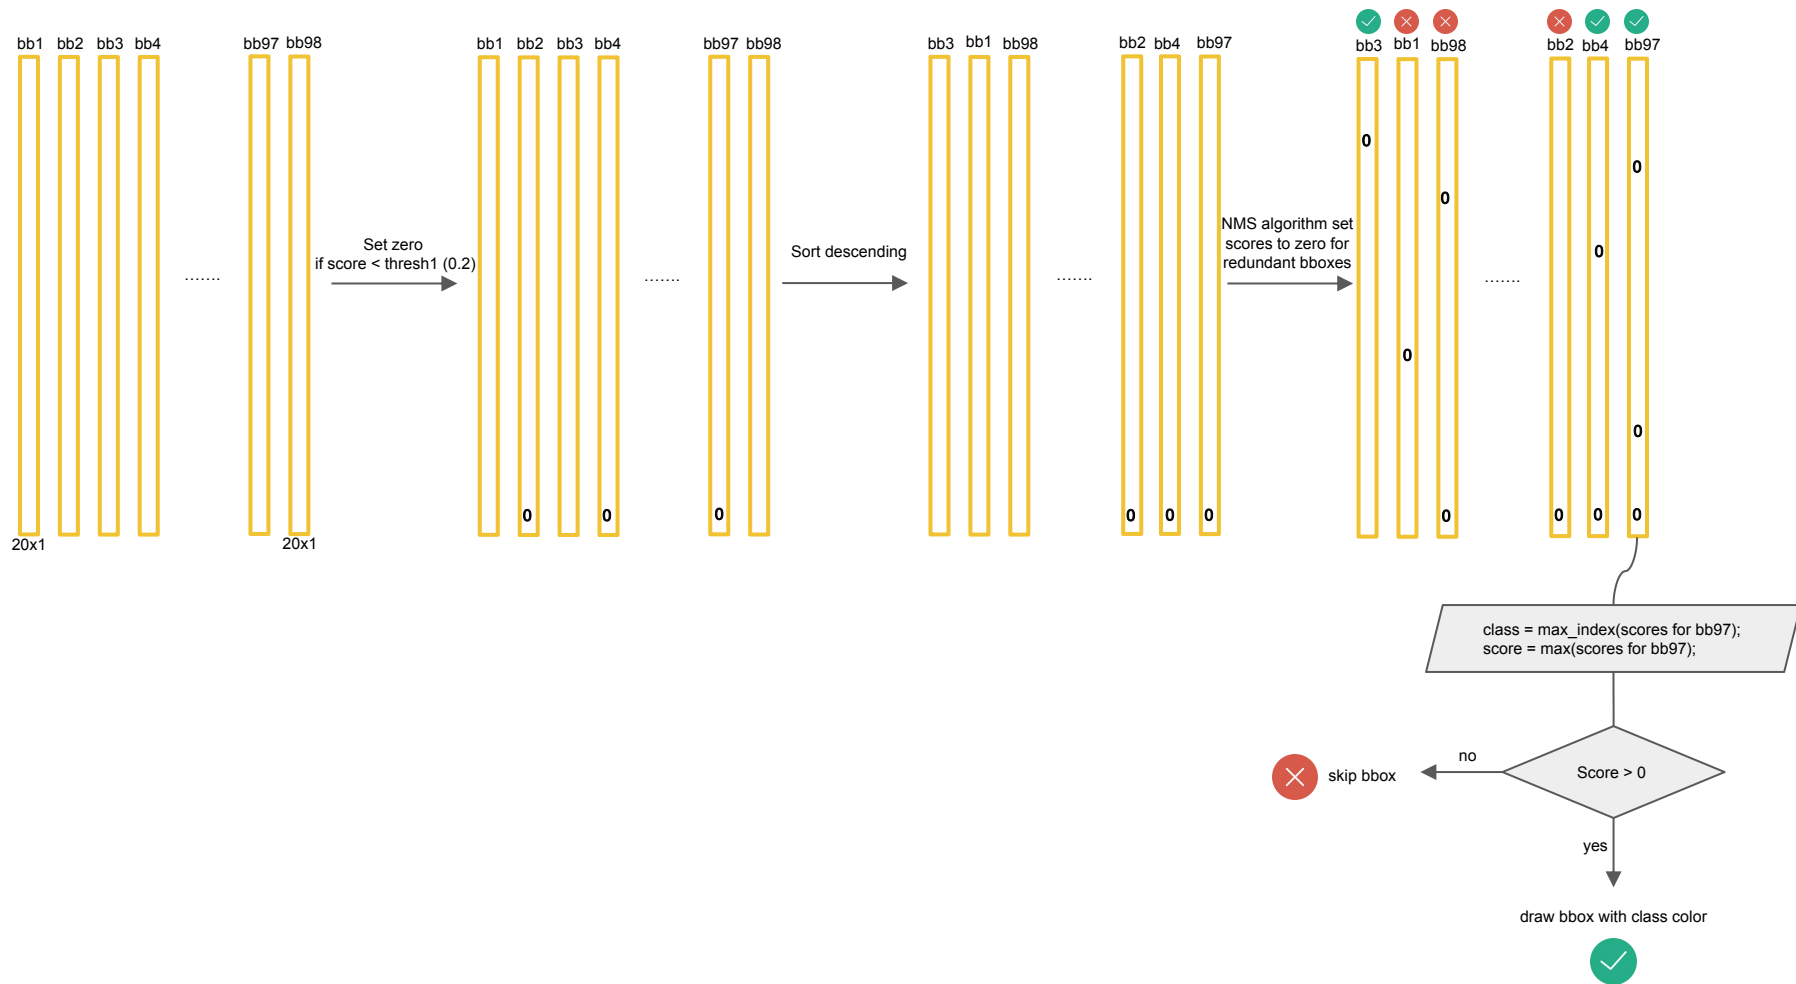 bb1 bb2 bb3 bb4 bb97 bb98
bb1 bb2 bb3 bb4 bb97 bb98
bb3 bb1 bb98 bb2 bb4 bb97
bb3 bb1 bb98 bb2 bb4 bb97
.......
Set zero
if score < thresh1 (0.2)
.......
Sort descending
.......
NMS algorithm set
scores to zero for
redundant bboxes
.......
0 0 0
0 0 0
0
0
0
0
0
0
0
0 0 0 0
20x1 20x1
class = max_index(scores for bb97);
score = max(scores for bb97);
Score > 0
no
skip bbox
yes
draw bbox with class color